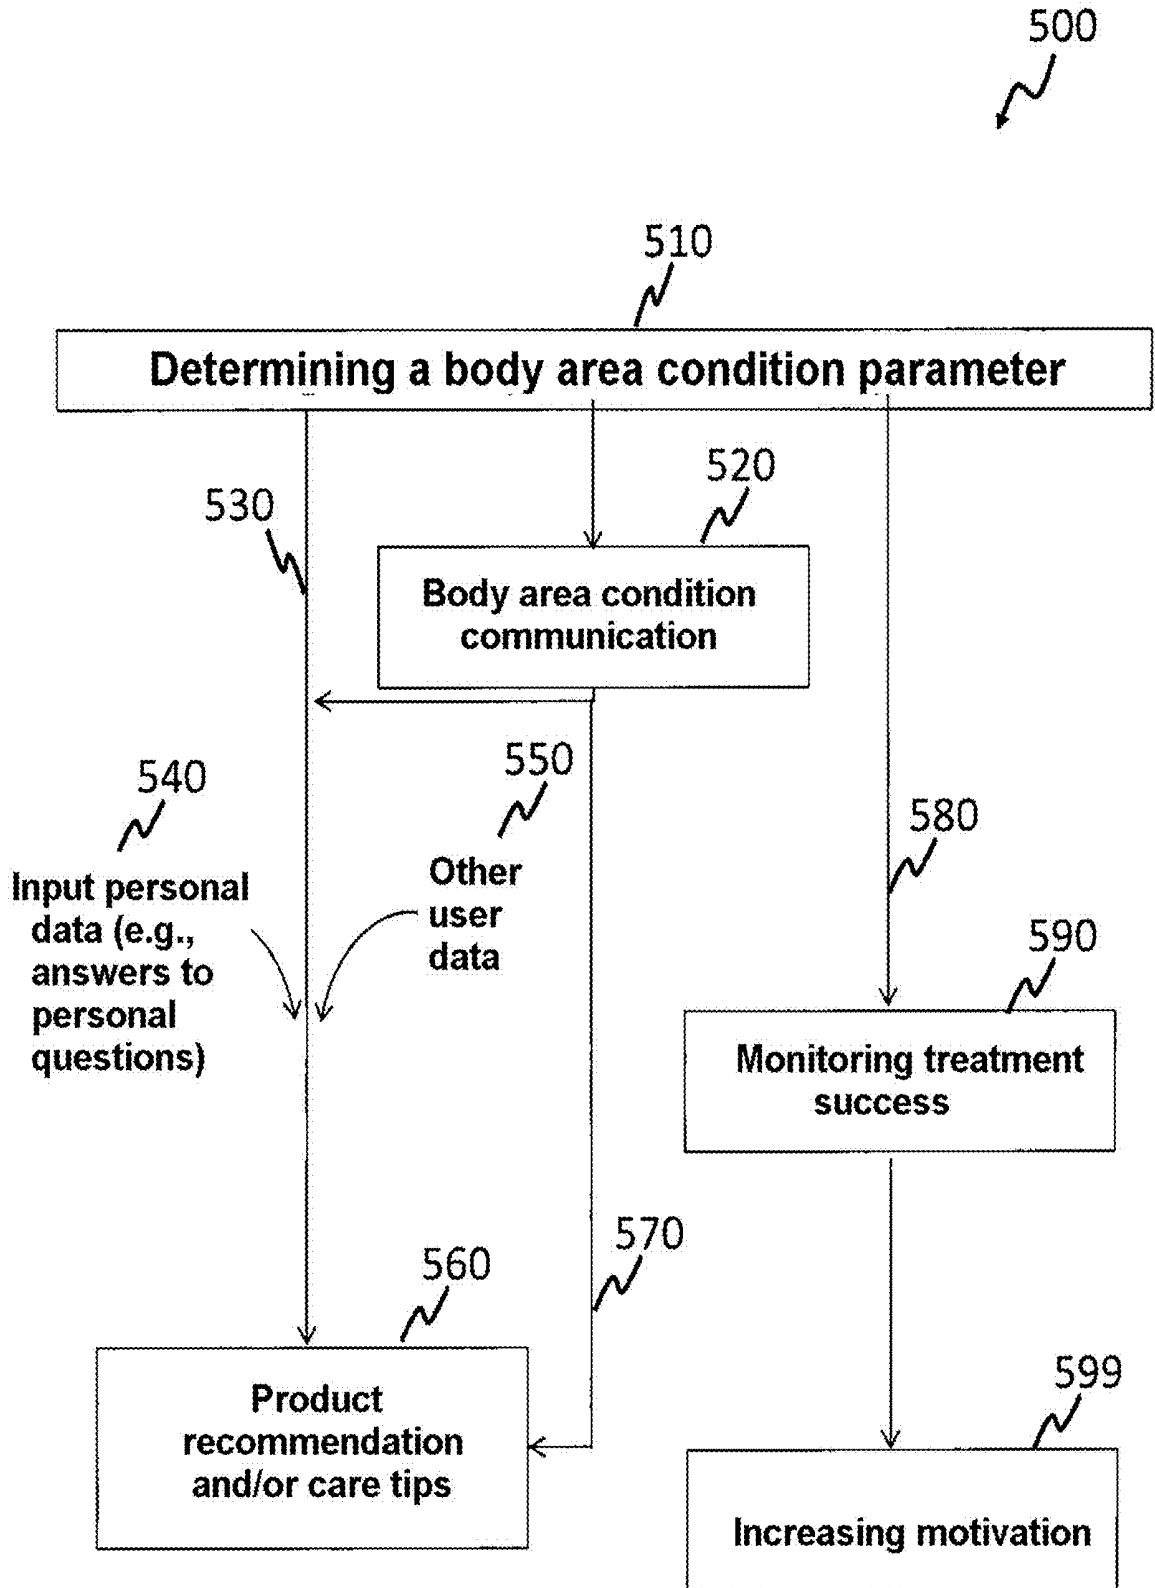 500
510
Determining a body area condition parameter
520
530
Body area condition
communication
550
540
Other
user
data
Input personal
data (e.g.,
answers to
personal
questions)
580
590
Monitoring treatment
success
570
560
Product
recommendation
and/or care tips
599
Increasing motivation